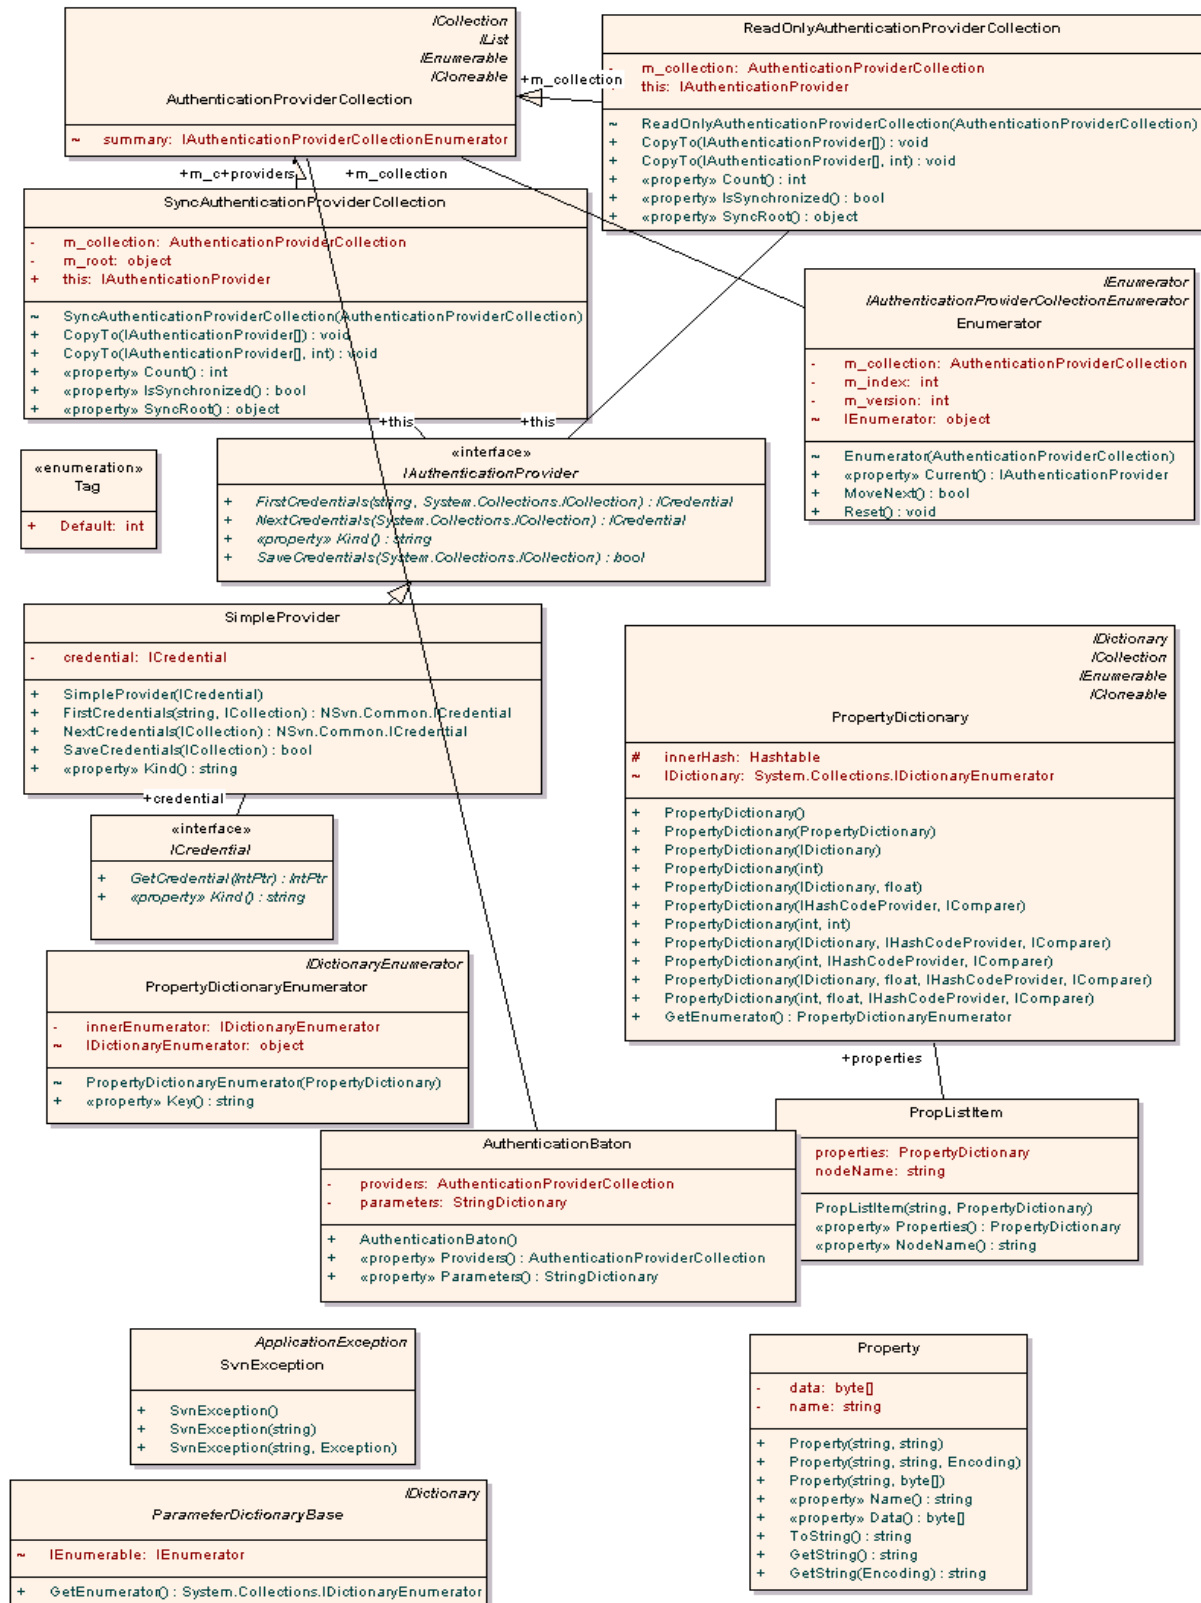 ICollection
IList
IEnumerable
ICloneable
AuthenticationProviderCollection
~ summary: IAuthenticationProviderCollectionEnumerator
ReadOnlyAuthenticationProviderCollection
- m_collection: AuthenticationProviderCollection
+ this: IAuthenticationProvider
~ ReadOnlyAuthenticationProviderCollection(AuthenticationProviderCollection)
+ CopyTo(IAuthenticationProvider[]) : void
+ CopyTo(IAuthenticationProvider[], int) : void
+ «property» Count() : int
+ «property» IsSynchronized() : bool
+ «property» SyncRoot() : object
+m_collection
+m_c+providers
+m_collection
SyncAuthenticationProviderCollection
- m_collection: AuthenticationProviderCollection
- m_root: object
+ this: IAuthenticationProvider
~ SyncAuthenticationProviderCollection(AuthenticationProviderCollection)
+ CopyTo(IAuthenticationProvider[]) : void
+ CopyTo(IAuthenticationProvider[], int) : void
+ «property» Count() : int
+ «property» IsSynchronized() : bool
+ «property» SyncRoot() : object
IEnumerator
IAuthenticationProviderCollectionEnumerator
Enumerator
- m_collection: AuthenticationProviderCollection
- m_index: int
- m_version: int
~ IEnumerator: object
~ Enumerator(AuthenticationProviderCollection)
+ «property» Current() : IAuthenticationProvider
+ MoveNext() : bool
+ Reset() : void
+this
+this
«enumeration»
Tag
+ Default: int
«interface»
IAuthenticationProvider
+ FirstCredentials(string, System.Collections.ICollection) : ICredential
+ NextCredentials(System.Collections.ICollection) : ICredential
+ «property» Kind() : string
+ SaveCredentials(System.Collections.ICollection) : bool
SimpleProvider
- credential: ICredential
+ SimpleProvider(ICredential)
+ FirstCredentials(string, ICollection) : NSvn.Common.ICredential
+ NextCredentials(ICollection) : NSvn.Common.ICredential
+ SaveCredentials(ICollection) : bool
+ «property» Kind() : string
+credential
«interface»
ICredential
+ GetCredential(IntPtr) : IntPtr
+ «property» Kind() : string
IDictionary
ICollection
IEnumerable
ICloneable
PropertyDictionary
# innerHash: Hashtable
~ IDictionary: System.Collections.IDictionaryEnumerator
+ PropertyDictionary()
+ PropertyDictionary(PropertyDictionary)
+ PropertyDictionary(IDictionary)
+ PropertyDictionary(int)
+ PropertyDictionary(IDictionary, float)
+ PropertyDictionary(IHashCodeProvider, IComparer)
+ PropertyDictionary(int, int)
+ PropertyDictionary(IDictionary, IHashCodeProvider, IComparer)
+ PropertyDictionary(int, IHashCodeProvider, IComparer)
+ PropertyDictionary(IDictionary, float, IHashCodeProvider, IComparer)
+ PropertyDictionary(int, float, IHashCodeProvider, IComparer)
+ GetEnumerator() : PropertyDictionaryEnumerator
IDictionaryEnumerator
PropertyDictionaryEnumerator
- innerEnumerator: IDictionaryEnumerator
~ IDictionaryEnumerator: object
~ PropertyDictionaryEnumerator(PropertyDictionary)
+ «property» Key() : string
+properties
PropListItem
properties: PropertyDictionary
nodeName: string
PropListItem(string, PropertyDictionary)
«property» Properties() : PropertyDictionary
«property» NodeName() : string
AuthenticationBaton
- providers: AuthenticationProviderCollection
- parameters: StringDictionary
+ AuthenticationBaton()
+ «property» Providers() : AuthenticationProviderCollection
+ «property» Parameters() : StringDictionary
ApplicationException
SvnException
+ SvnException()
+ SvnException(string)
+ SvnException(string, Exception)
Property
- data: byte[]
- name: string
+ Property(string, string)
+ Property(string, string, Encoding)
+ Property(string, byte[])
+ «property» Name() : string
+ «property» Data() : byte[]
+ ToString() : string
+ GetString() : string
+ GetString(Encoding) : string
IDictionary
ParameterDictionaryBase
~ IEnumerable: IEnumerator
+ GetEnumerator() : System.Collections.IDictionaryEnumerator